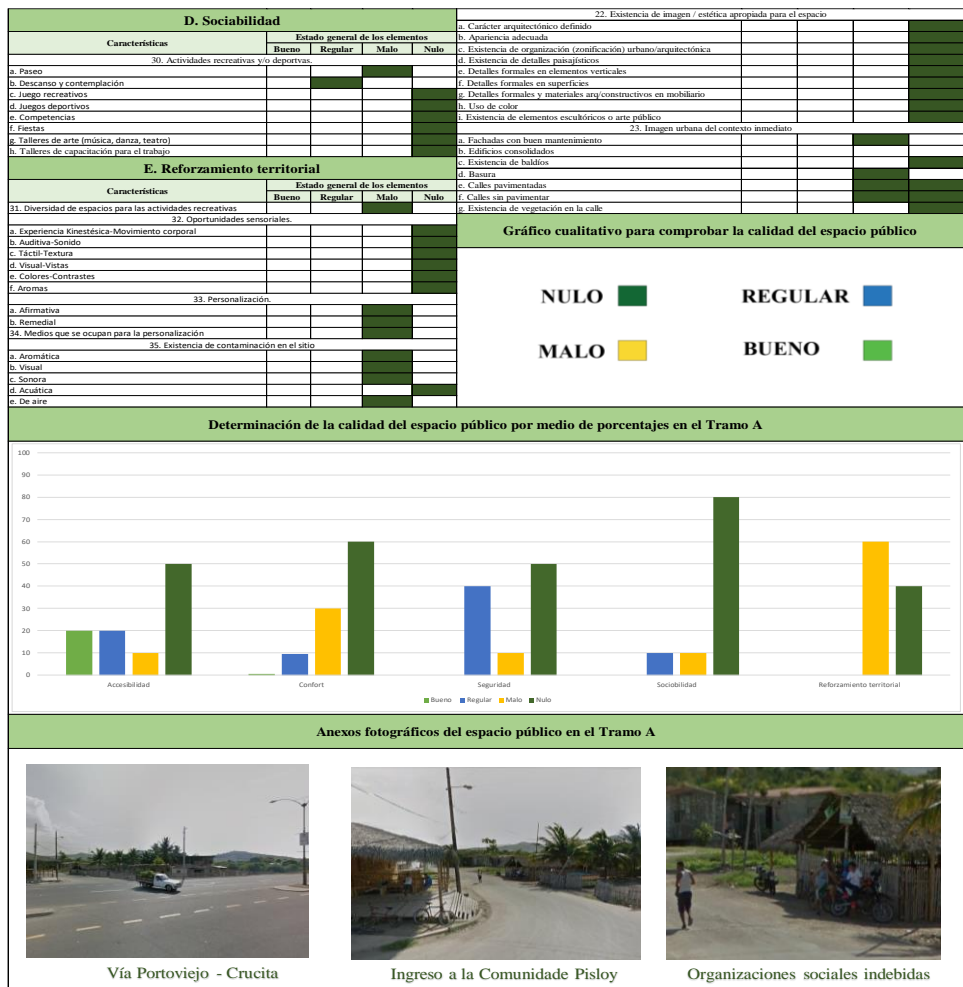 D. Sociabilidad
Características
Estado general de los elementos
Bueno Regular Malo Nulo
30. Actividades recreativas y/o deportvas.
a. Paseo
b. Descanso y contemplación
c. Juego recreativos
d. Juegos deportivos
e. Competencias
f. Fiestas
g. Talleres de arte (música, danza, teatro)
h. Talleres de capacitación para el trabajo
E. Reforzamiento territorial
Características
Estado general de los elementos
Bueno Regular Malo Nulo
31. Diversidad de espacios para las actividades recreativas
32. Oportunidades sensoriales.
a. Experiencia Kinestésica-Movimiento corporal
b. Auditiva-Sonido
c. Táctil-Textura
d. Visual-Vistas
e. Colores-Contrastes
f. Aromas
33. Personalización.
a. Afirmativa
b. Remedial
34. Medios que se ocupan para la personalización
35. Existencia de contaminación en el sitio
a. Aromática
b. Visual
c. Sonora
d. Acuática
e. De aire
22. Existencia de imagen / estética apropiada para el espacio
a. Carácter arquitectónico definido
b. Apariencia adecuada
c. Existencia de organización (zonificación) urbano/arquitectónica
d. Existencia de detalles paisajísticos
e. Detalles formales en elementos verticales
f. Detalles formales en superficies
g. Detalles formales y materiales arq/constructivos en mobiliario
h. Uso de color
i. Existencia de elementos escultóricos o arte público
23. Imagen urbana del contexto inmediato
a. Fachadas con buen mantenimiento
b. Edificios consolidados
c. Existencia de baldíos
d. Basura
e. Calles pavimentadas
f. Calles sin pavimentar
g. Existencia de vegetación en la calle
Gráfico cualitativo para comprobar la calidad del espacio público
NULO REGULAR
MALO BUENO
Determinación de la calidad del espacio público por medio de porcentajes en el Tramo A
100
90
80
70
60
50
40
30
20
10
0
Accesibilidad Confort Seguridad Sociobilidad Reforzamiento territorial
Bueno Regular Malo Nulo
Anexos fotográficos del espacio público en el Tramo A
Vía Portoviejo - Crucita
Ingreso a la Comunidade Pisloy
Organizaciones sociales indebidas